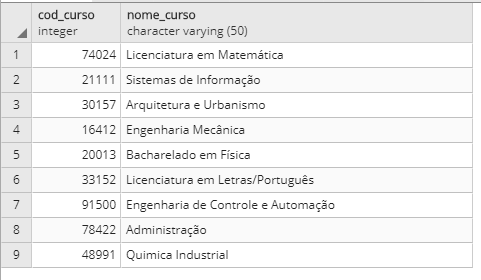 cod_curso nome_curso
integer character varying (50)
1 74024 Licenciatura em Matemática
2 21111 Sistemas de Informação
3 30157 Arquitetura e Urbanismo
4 16412 Engenharia Mecânica
5 20013 Bacharelado em Física
6 33152 Licenciatura em Letras/Português
7 91500 Engenharia de Controle e Automação
8 78422 Administração
9 48991 Quimica Industrial